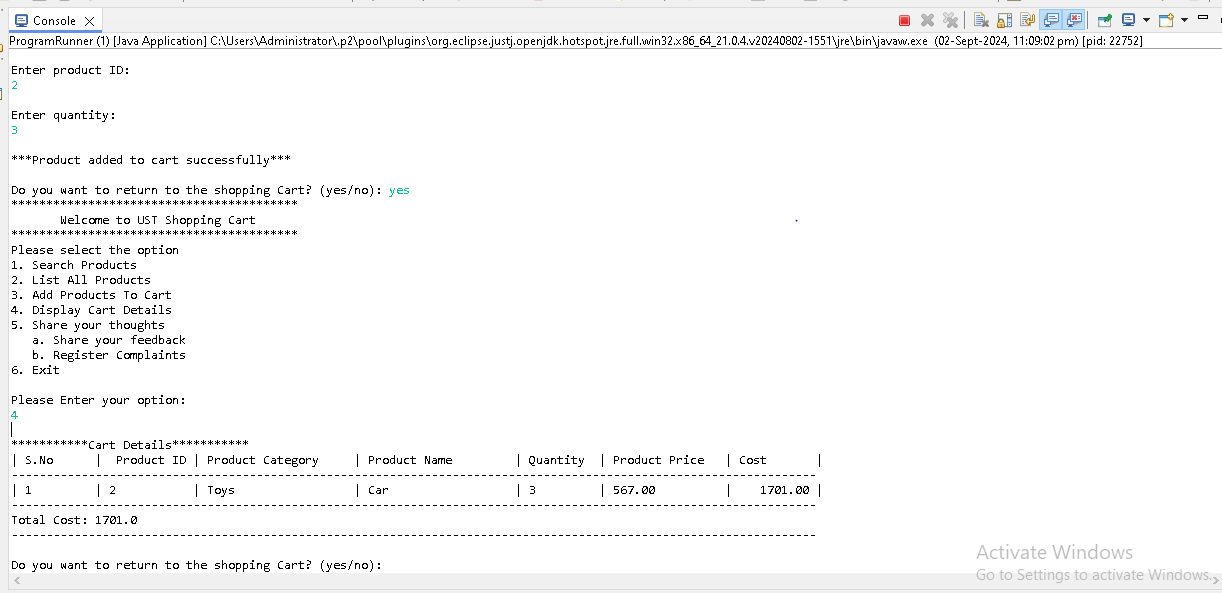 Console
ProgramRunner (1) [Java Application] C:\Users\Administrator\.p2\pool\plugins\org.eclipse.justj.openjdk.hotspot.jre.full.win32.x86_64_21.0.4.v20240802-1551\jre\bin\javaw.exe (02-Sept-2024, 11:09:02 pm) [pid: 22752]
Enter product ID:
2
Enter quantity:
3
***Product added to cart successfully***
Do you want to return to the shopping Cart? (yes/no): yes
*****************************************
Welcome to UST Shopping Cart
*****************************************
Please select the option
1. Search Products
2. List All Products
3. Add Products To Cart
4. Display Cart Details
5. Share your thoughts
a. Share your feedback
b. Register Complaints
6. Exit
Please Enter your option:
4
***********Cart Details***********
| S.No | Product ID | Product Category | Product Name | Quantity | Product Price | Cost |
-------------------------------------------------------------------------------------------------------------------
| 1 | 2 | Toys | Car | 3 | 567.00 | 1701.00 |
-------------------------------------------------------------------------------------------------------------------
Total Cost: 1701.0
-------------------------------------------------------------------------------------------------------------------
Do you want to return to the shopping Cart? (yes/no):
Activate Windows
Go to Settings to activate Windows.